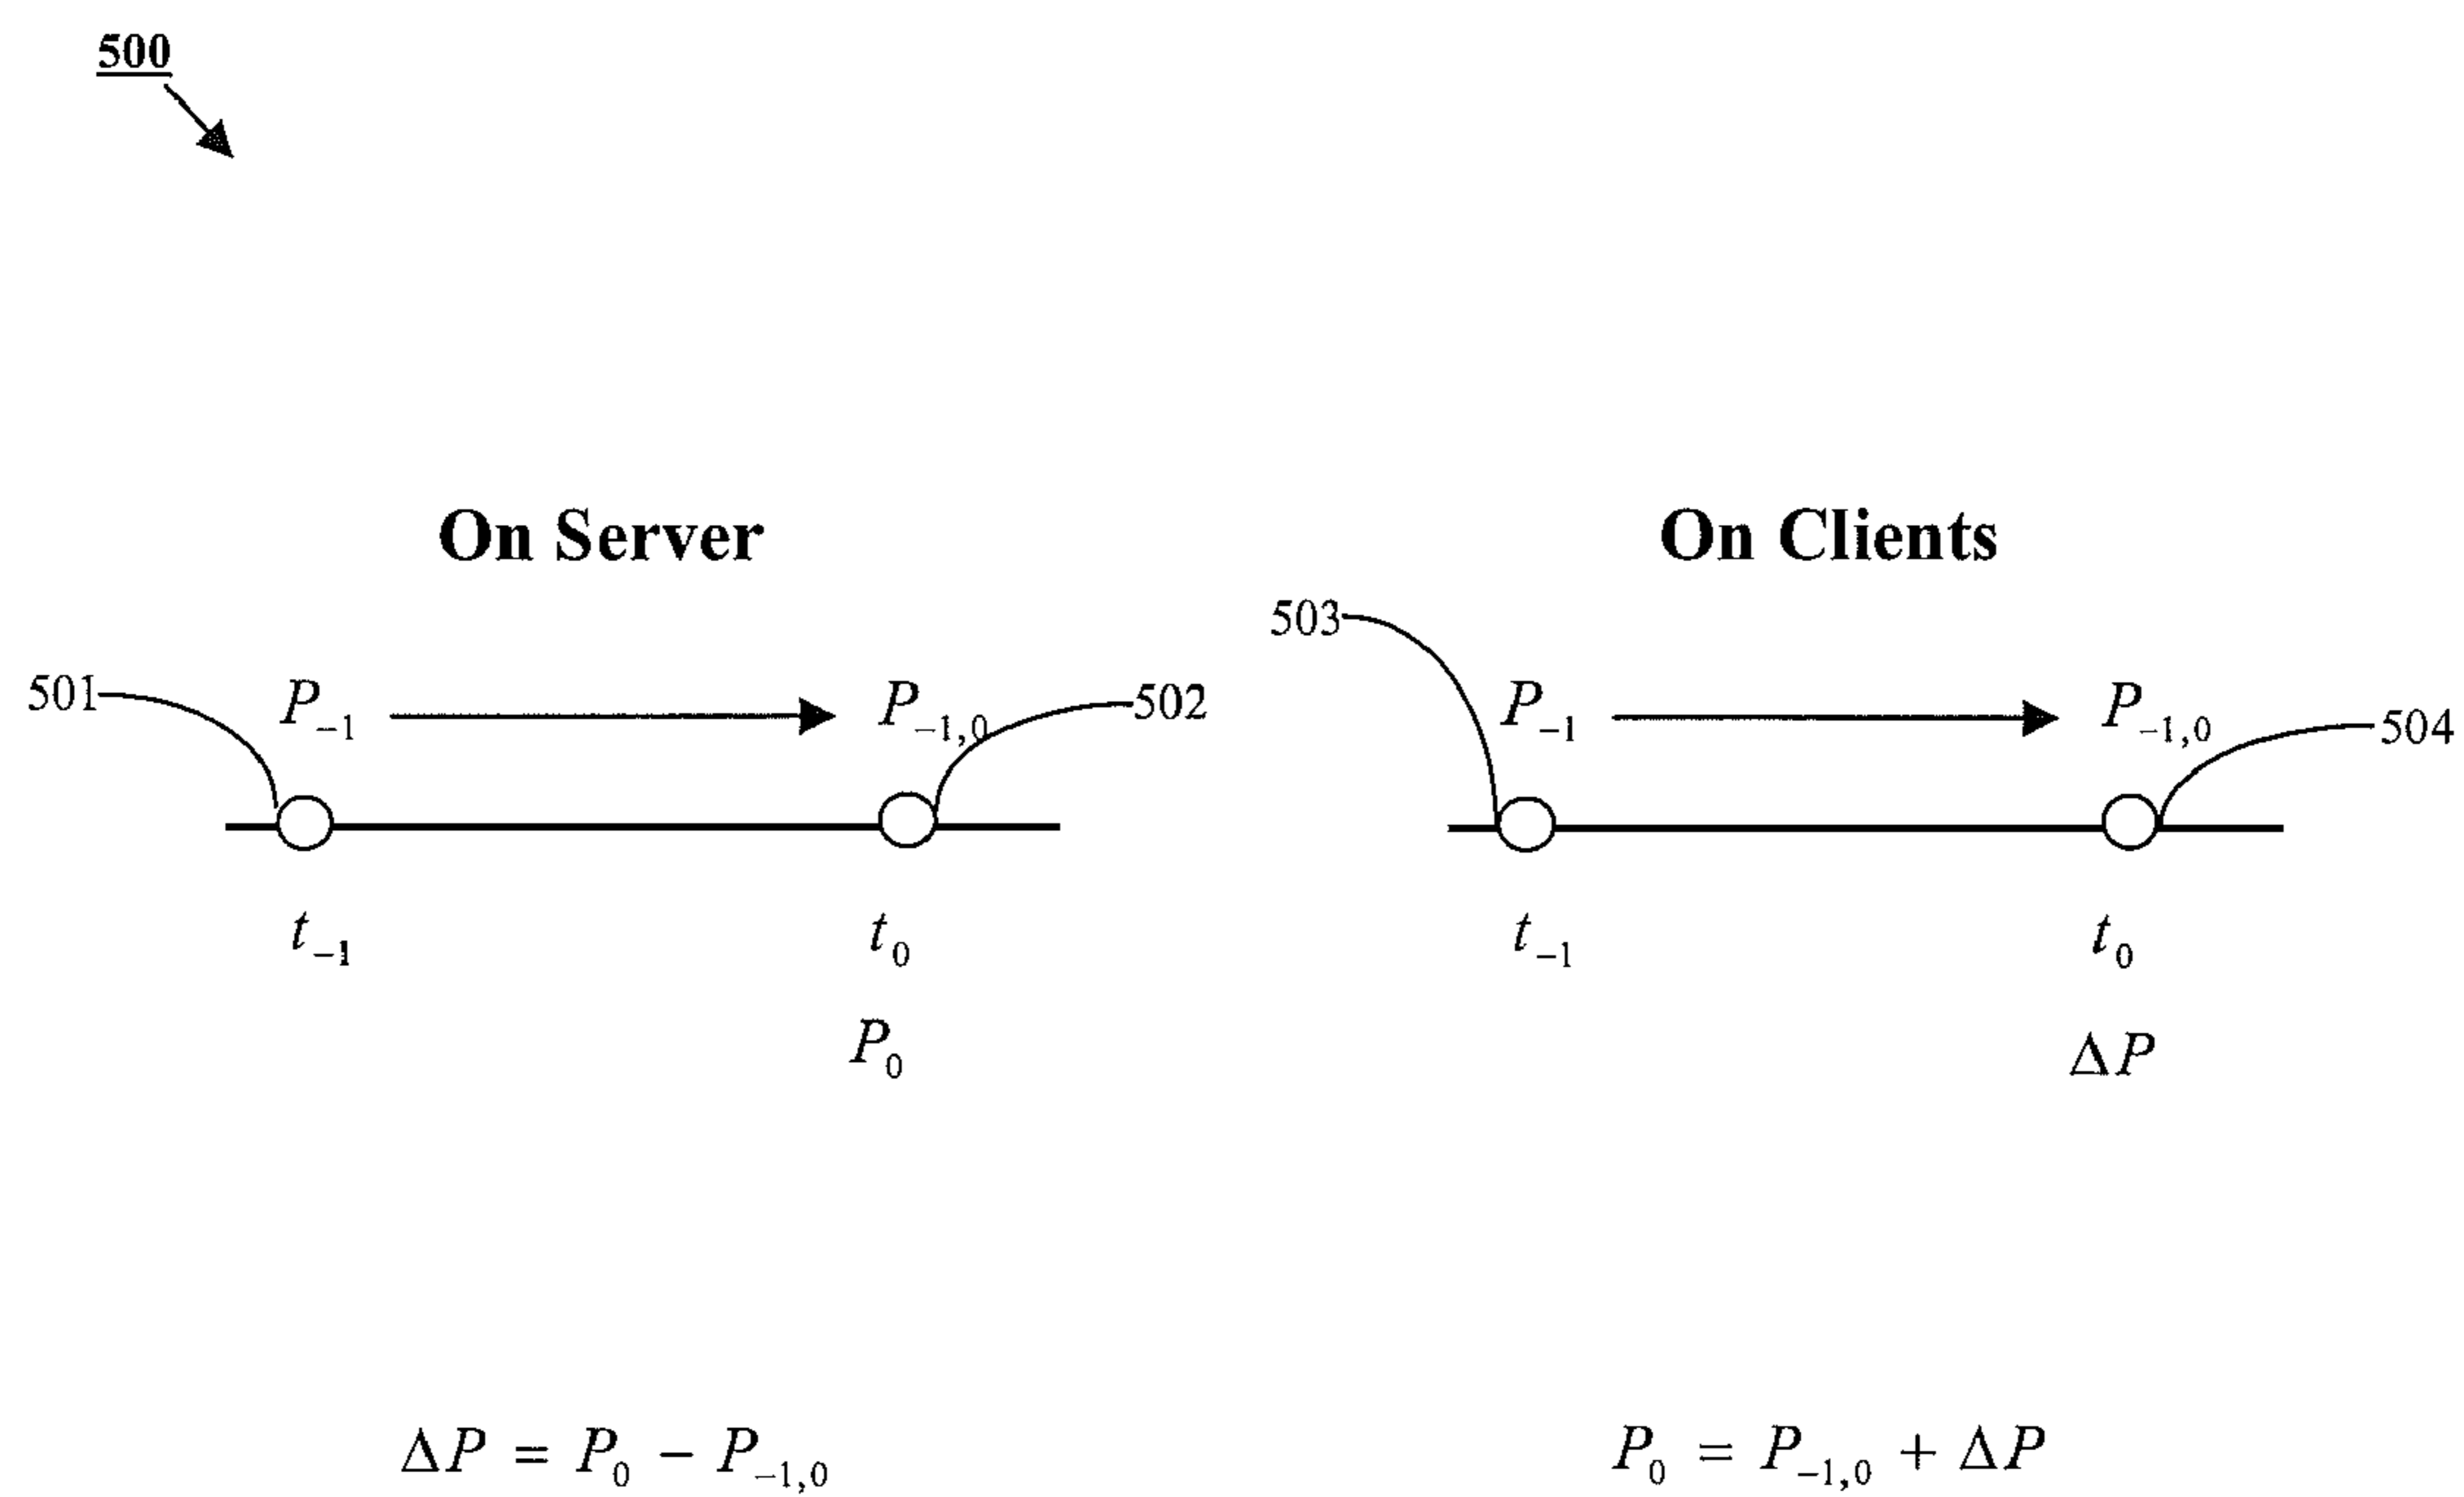 500
On Server
On Clients
503
501 P₋₁ P₋₁,₀ 502
P₋₁ P₋₁,₀ 504
t₋₁ t₀
t₋₁ t₀
P₀
ΔP
ΔP = P₀ − P₋₁,₀
P₀ = P₋₁,₀ + ΔP